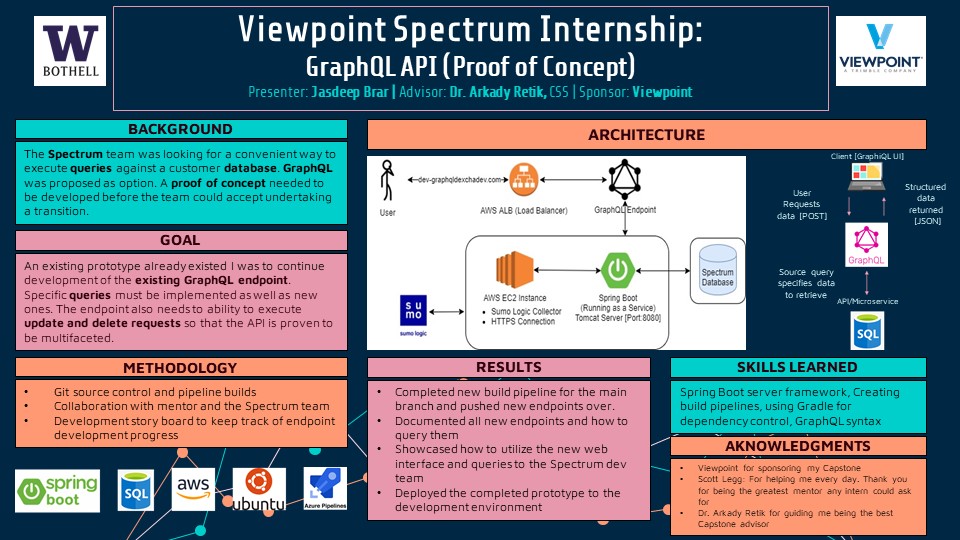 W
BOTHELL
Viewpoint Spectrum Internship:
GraphQL API (Proof of Concept)
Presenter: Jasdeep Brar | Advisor: Dr. Arkady Retik, CSS | Sponsor: Viewpoint
VIEWPOINT
A TRIMBLE COMPANY
BACKGROUND
The Spectrum team was looking for a convenient way to
execute queries against a customer database. GraphQL
was proposed as option. A proof of concept needed to
be developed before the team could accept undertaking
a transition.
GOAL
An existing prototype already existed I was to continue
development of the existing GraphQL endpoint.
Specific queries must be implemented as well as new
ones. The endpoint also needs to ability to execute
update and delete requests so that the API is proven to
be multifaceted.
METHODOLOGY
• Git source control and pipeline builds
• Collaboration with mentor and the Spectrum team
• Development story board to keep track of endpoint
development progress
spring
boot
SQL
aws
ubuntu
Azure Pipelines
ARCHITECTURE
User
dev-graphqldexchadev.com
AWS ALB (Load Balancer)
GraphQL Endpoint
AWS EC2 Instance
• Sumo Logic Collector
• HTTPS Connection
Spring Boot
(Running as a Service)
Tomcat Server [Port:8080]
Spectrum
Database
su
mo
sumo logic
Client [GraphiQL UI]
User
Requests
data [POST]
Structured
data
returned
[JSON]
GraphQL
Source query
specifies data
to retrieve
API/Microservice
SQL
RESULTS
• Completed new build pipeline for the main
branch and pushed new endpoints over.
• Documented all new endpoints and how to
query them
• Showcased how to utilize the new web
interface and queries to the Spectrum dev
team
• Deployed the completed prototype to the
development environment
SKILLS LEARNED
Spring Boot server framework, Creating
build pipelines, using Gradle for
dependency control, GraphQL syntax
AKNOWLEDGMENTS
• Viewpoint for sponsoring my Capstone
• Scott Legg: For helping me every day. Thank you
for being the greatest mentor any intern could ask
for
• Dr. Arkady Retik for guiding me being the best
Capstone advisor